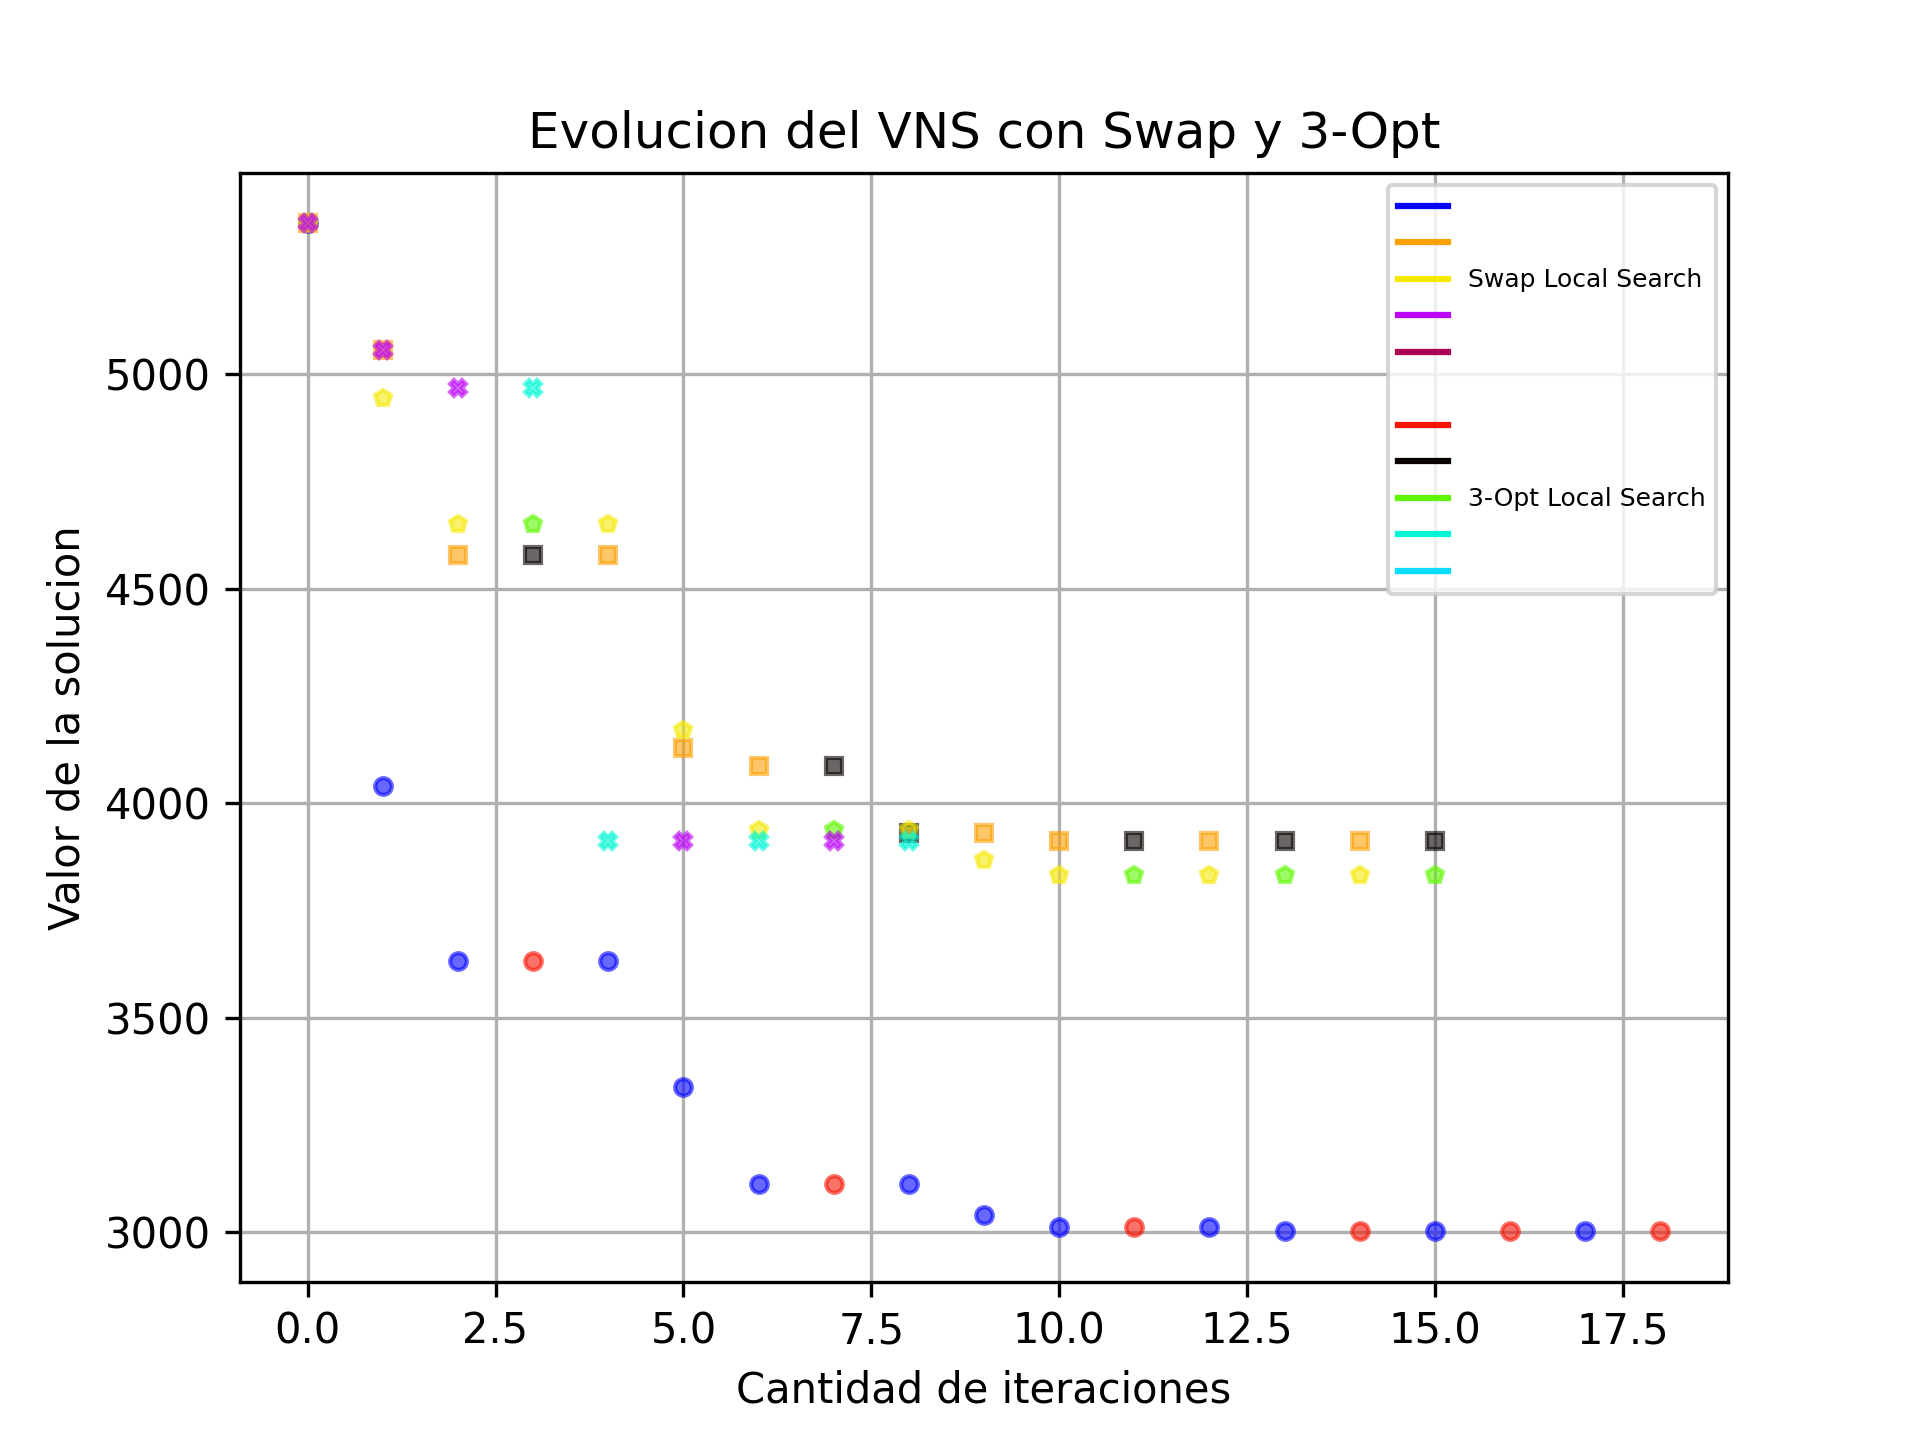 Evolucion del VNS con Swap y 3-Opt
Swap Local Search
3-Opt Local Search
Valor de la solucion
5000
4500
4000
3500
3000
0.0 2.5 5.0 7.5 10.0 12.5 15.0 17.5
Cantidad de iteraciones